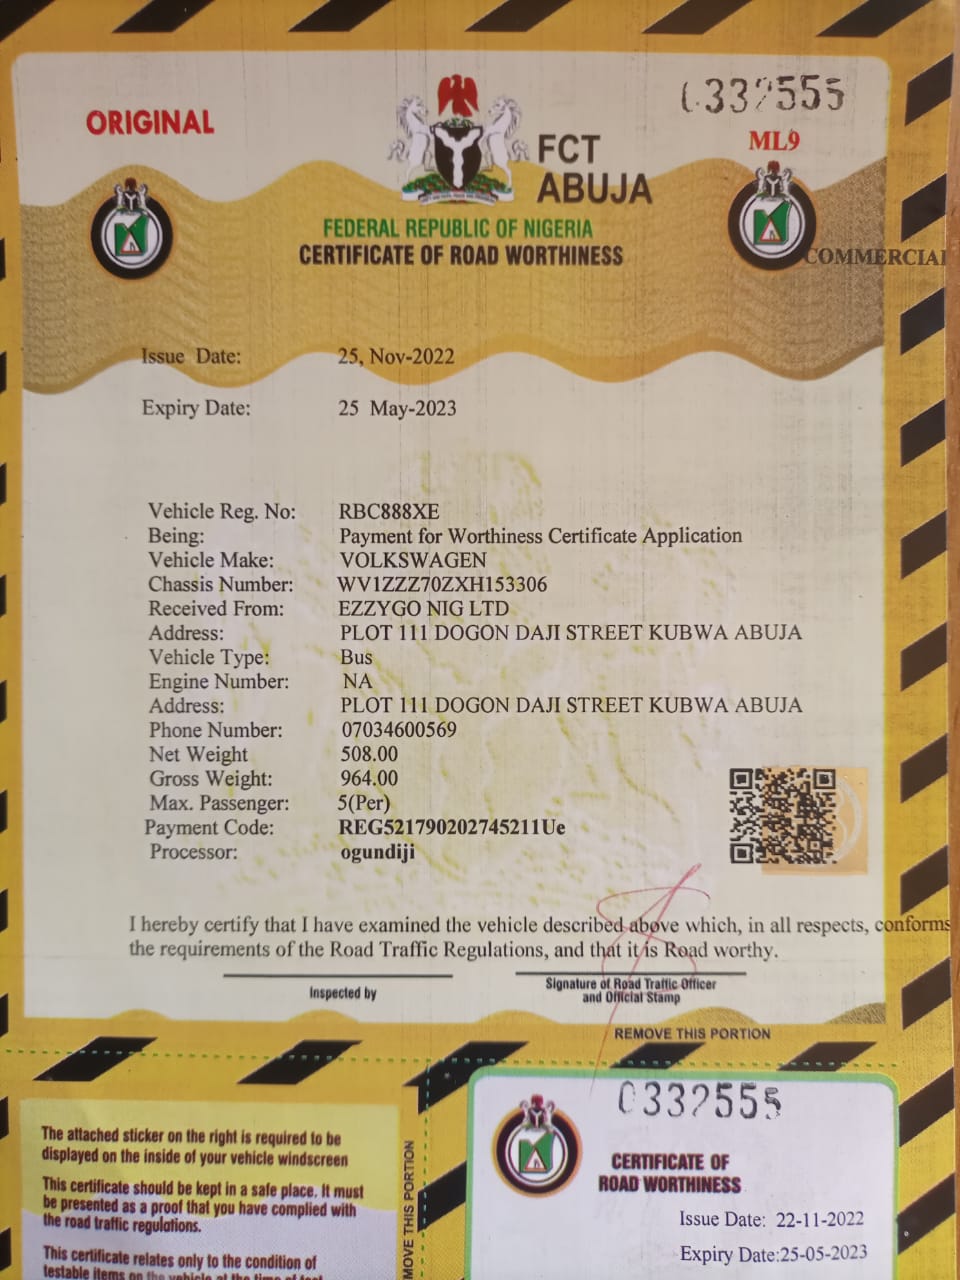 0332555
ORIGINAL
ML9
FCT
ABUJA
FEDERAL REPUBLIC OF NIGERIA
CERTIFICATE OF ROAD WORTHINESS
COMMERCIAL
Issue Date: 25, Nov-2022
Expiry Date: 25 May-2023
Vehicle Reg. No: RBC888XE
Being: Payment for Worthiness Certificate Application
Vehicle Make: VOLKSWAGEN
Chassis Number: WV1ZZZ70ZXH153306
Received From: EZZYGO NIG LTD
Address: PLOT 111 DOGON DAJI STREET KUBWA ABUJA
Vehicle Type: Bus
Engine Number: NA
Address: PLOT 111 DOGON DAJI STREET KUBWA ABUJA
Phone Number: 07034600569
Net Weight 508.00
Gross Weight: 964.00
Max. Passenger: 5(Per)
Payment Code: REG521790202745211Ue
Processor: ogundiji
I hereby certify that I have examined the vehicle described above which, in all respects, conforms
the requirements of the Road Traffic Regulations, and that it is Road worthy.
Inspected by
Signature of Road Traffic Officer
and Official Stamp
REMOVE THIS PORTION
The attached sticker on the right is required to be
displayed on the inside of your vehicle windscreen
This certificate should be kept in a safe place. It must
be presented as a proof that you have complied with
the road traffic regulations.
This certificate relates only to the condition of
testable items on the vehicle at the time of test
MOVE THIS PORTION
0332555
CERTIFICATE OF
ROAD WORTHINESS
Issue Date: 22-11-2022
Expiry Date:25-05-2023